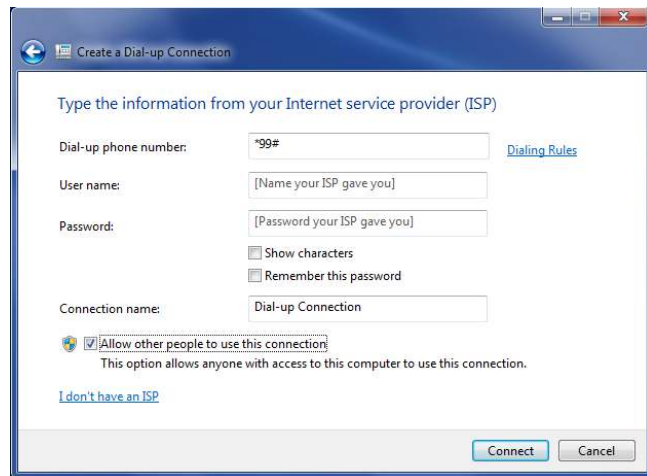 Create a Dial-up Connection
Type the information from your Internet service provider (ISP)
Dial-up phone number: *99# Dialing Rules
User name: [Name your ISP gave you]
Password: [Password your ISP gave you]
Show characters
Remember this password
Connection name: Dial-up Connection
Allow other people to use this connection
This option allows anyone with access to this computer to use this connection.
I don't have an ISP
Connect Cancel